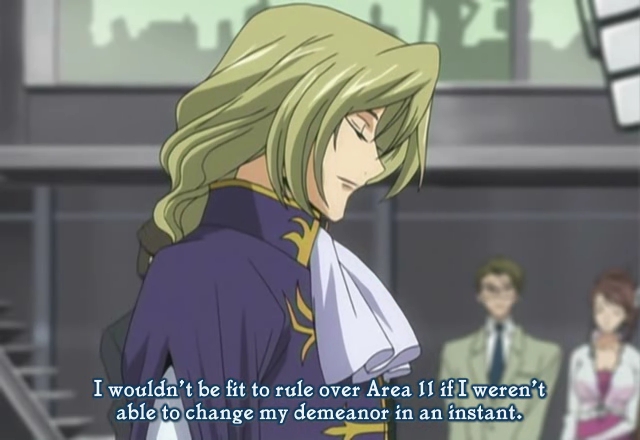 I wouldn't be fit to rule over Area 11 if I weren't
able to change my demeanor in an instant.